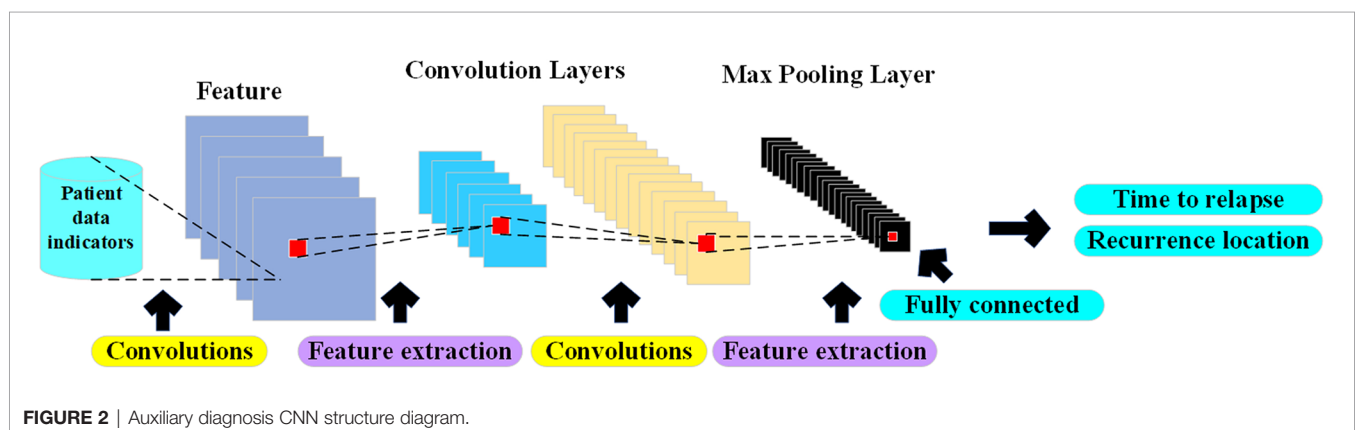 Feature
Convolution Layers
Max Pooling Layer
Patient
data
indicators
Time to relapse
Recurrence location
Fully connected
Convolutions
Feature extraction
Convolutions
Feature extraction
FIGURE 2 | Auxiliary diagnosis CNN structure diagram.